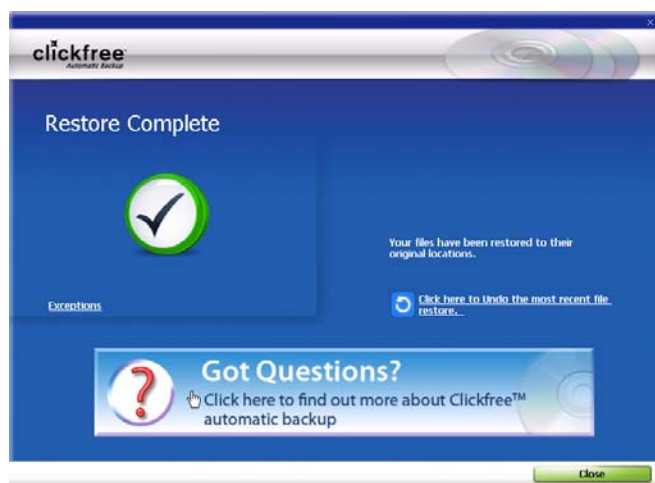 x
clickfree
Automatic Backup
Restore Complete
Your files have been restored to their
original locations.
Exceptions
Click here to Undo the most recent file
restore.
Got Questions?
Click here to find out more about Clickfree™
automatic backup
Close